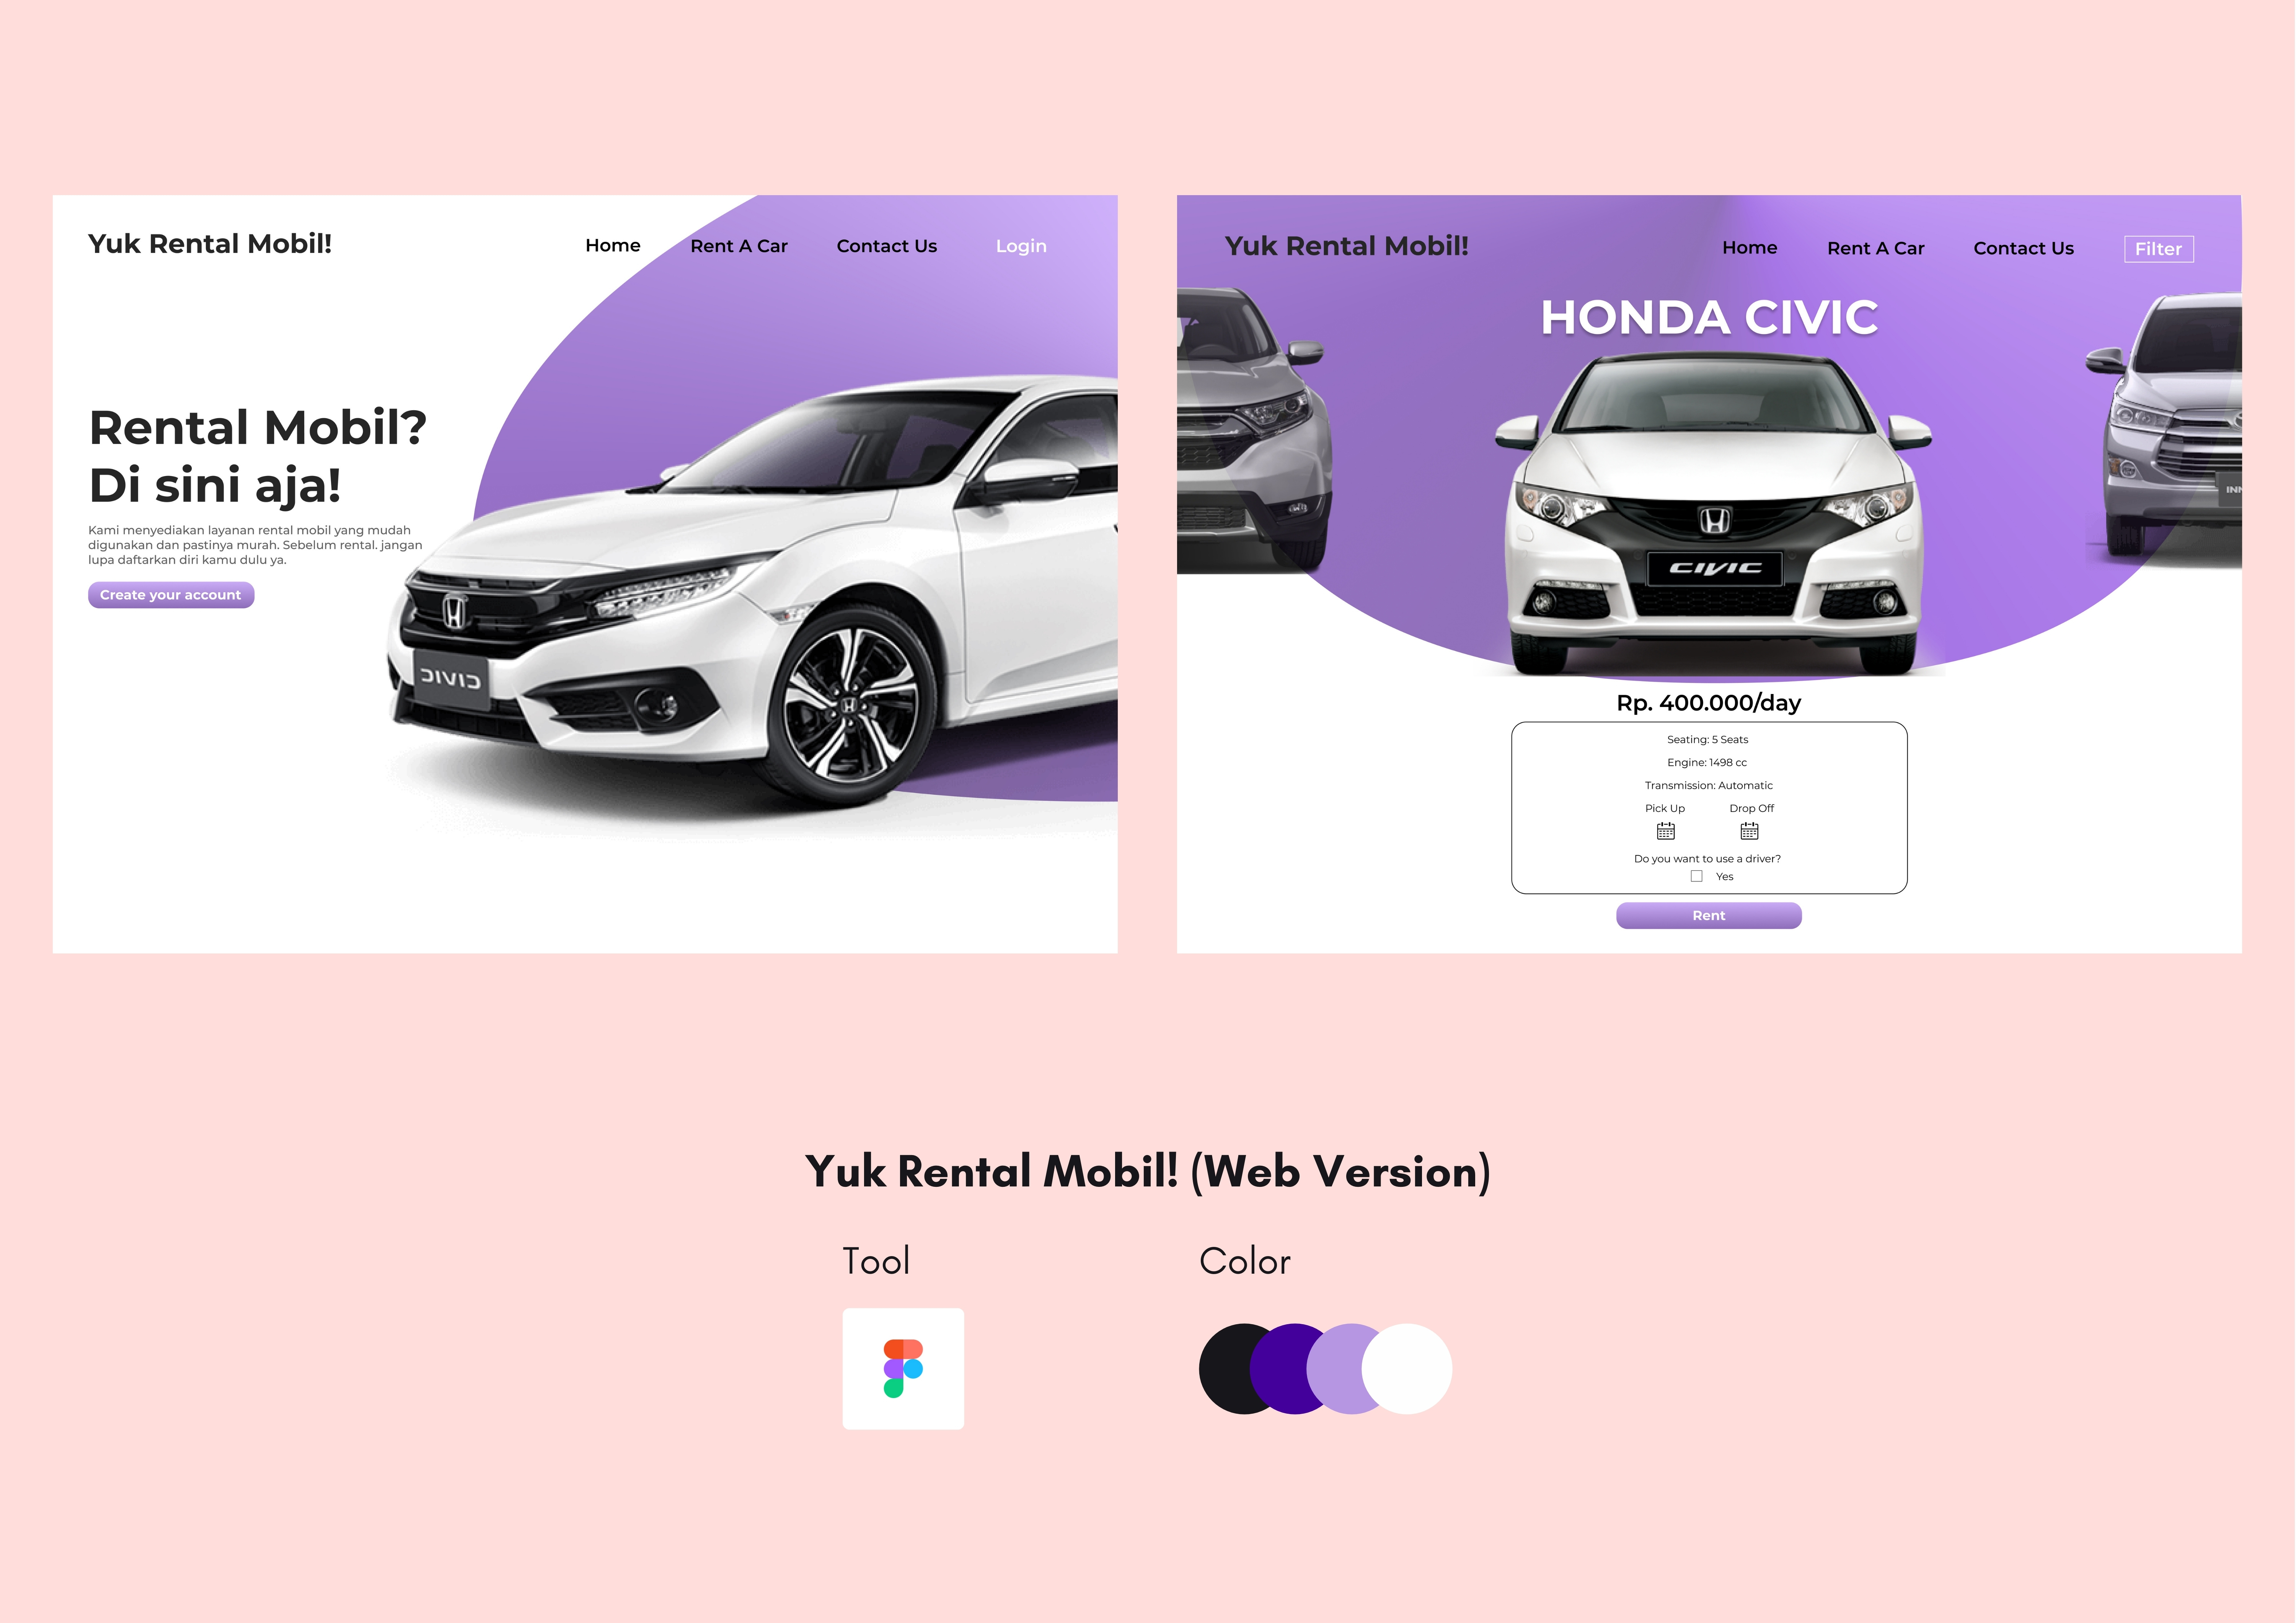 Yuk Rental Mobil!
Home
Rent A Car
Contact Us
Login
Rental Mobil?
Di sini aja!
Kami menyediakan layanan rental mobil yang mudah
digunakan dan pastinya murah. Sebelum rental. jangan
lupa daftarkan diri kamu dulu ya.
Create your account
Yuk Rental Mobil!
Home
Rent A Car
Contact Us
Filter
HONDA CIVIC
CIVIC
Rp. 400.000/day
Seating: 5 Seats
Engine: 1498 cc
Transmission: Automatic
Pick Up
Drop Off
Do you want to use a driver?
Yes
Rent
Yuk Rental Mobil! (Web Version)
Tool
Color